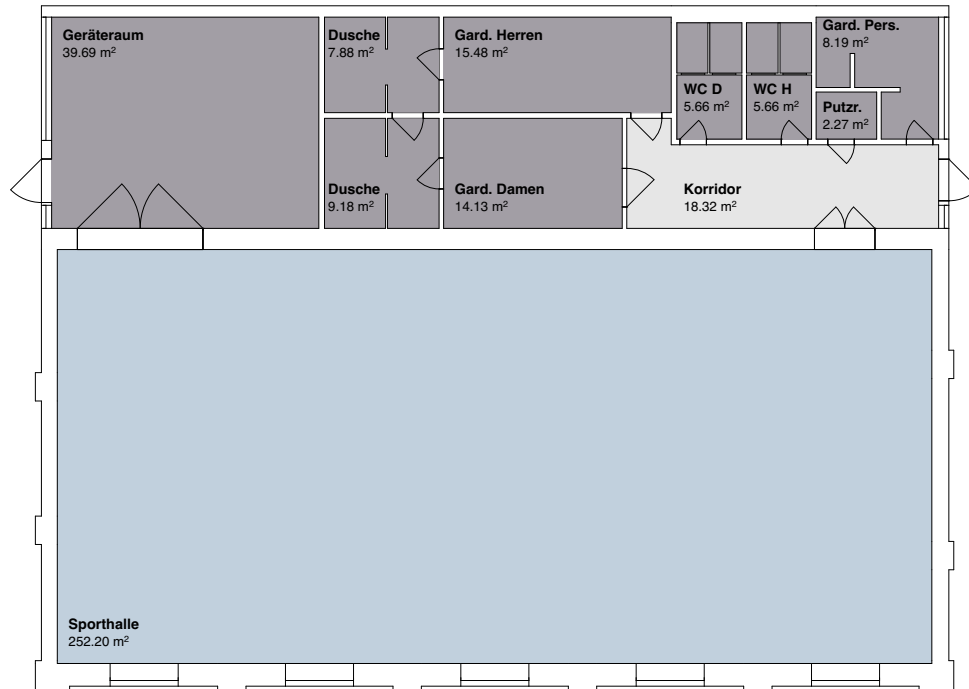 Geräteraum
39.69 m²
Dusche
7.88 m²
Gard. Herren
15.48 m²
WC D
5.66 m²
WC H
5.66 m²
Gard. Pers.
8.19 m²
Putzr.
2.27 m²
Dusche
9.18 m²
Gard. Damen
14.13 m²
Korridor
18.32 m²
Sporthalle
252.20 m²